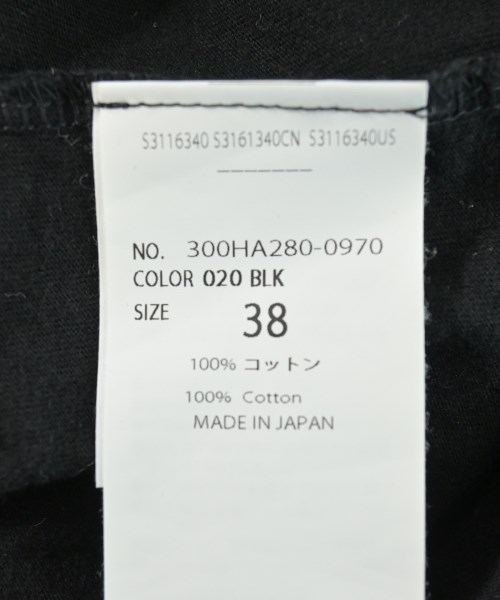 S3116340 S3161340CN S3116340US
NO. 300HA280-0970
COLOR 020 BLK
SIZE 38
100% コットン
100% Cotton
MADE IN JAPAN